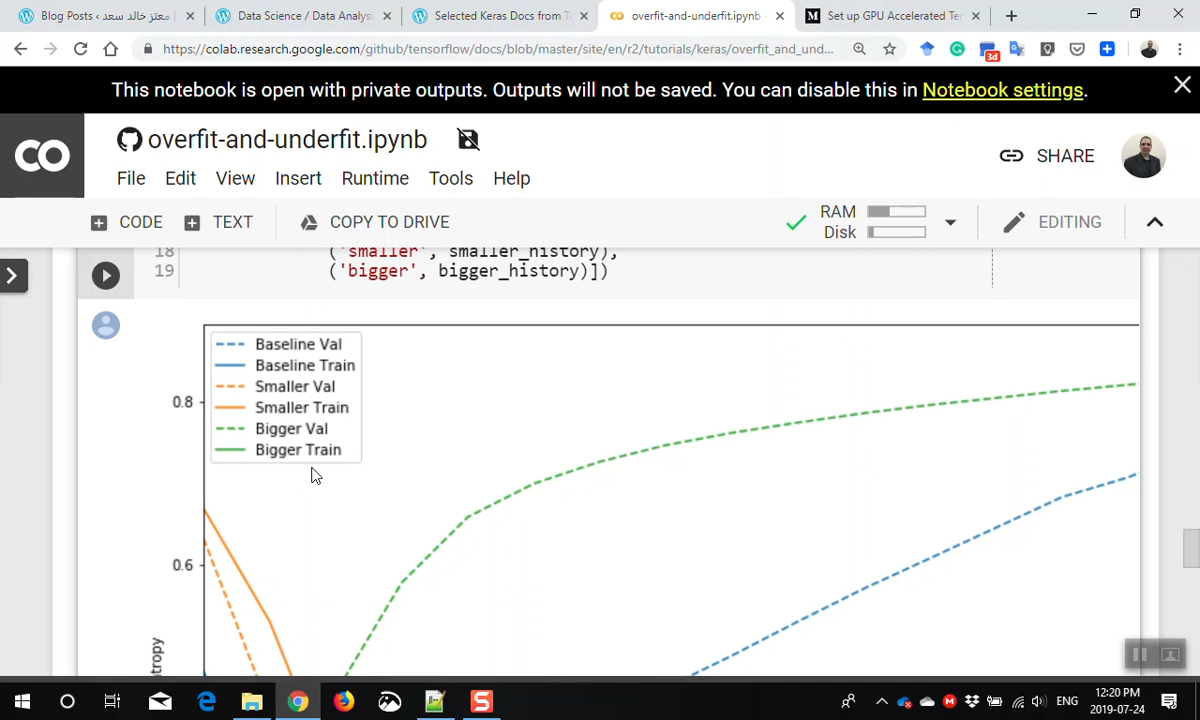 Blog Posts ‹ معتز خالد سعد |
Data Science / Data Analysi
Selected Keras Docs from Te
overfit-and-underfit.ipynb
Set up GPU Accelerated Ter
https://colab.research.google.com/github/tensorflow/docs/blob/master/site/en/r2/tutorials/keras/overfit_and_und...
3d
This notebook is open with private outputs. Outputs will not be saved. You can disable this in Notebook settings.
overfit-and-underfit.ipynb
SHARE
File Edit View Insert Runtime Tools Help
CODE TEXT COPY TO DRIVE
RAM
Disk
EDITING
18 ('smaller', smaller_history),
19 ('bigger', bigger_history)])
Baseline Val
Baseline Train
Smaller Val
Smaller Train
Bigger Val
Bigger Train
0.8
0.6
tropy
ENG
12:20 PM
2019-07-24